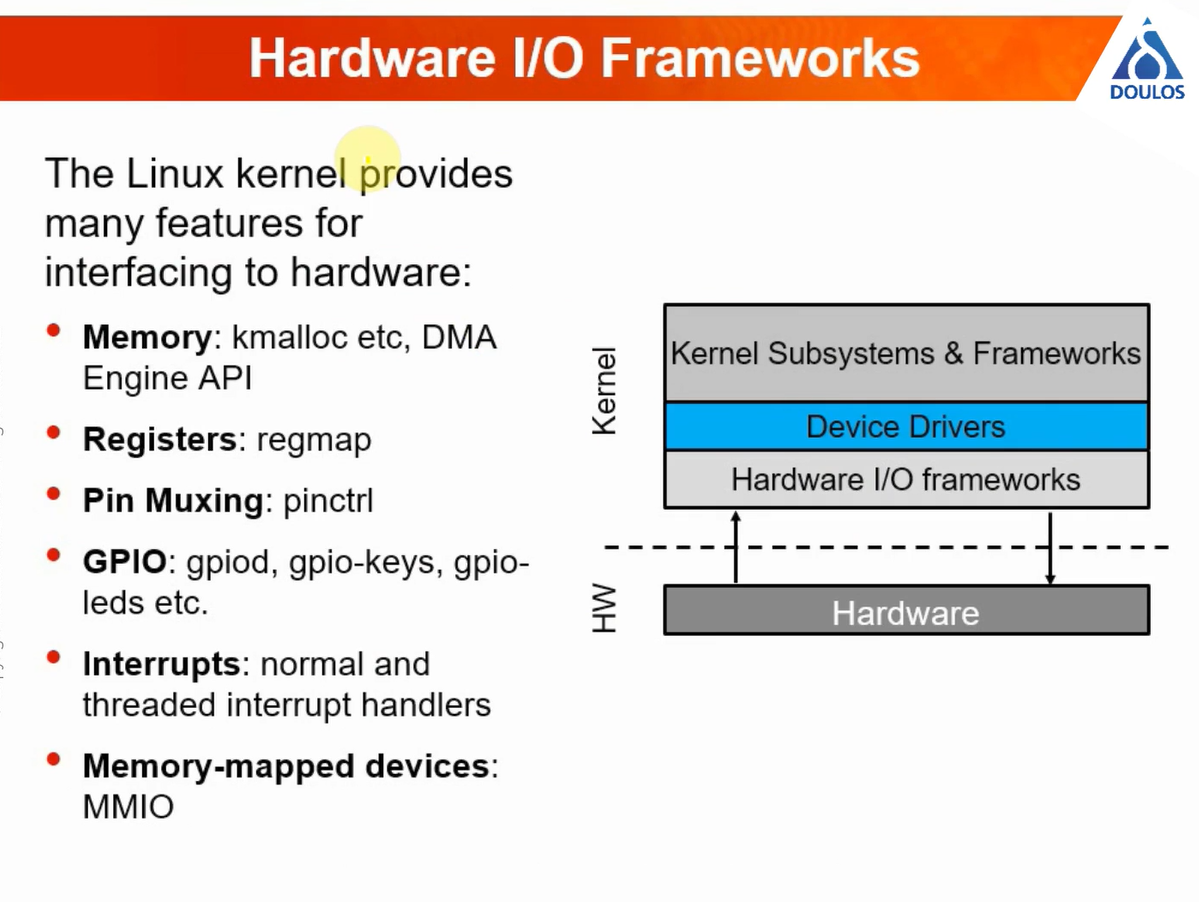 Hardware I/O Frameworks
DOULOS
The Linux kernel provides
many features for
interfacing to hardware:
• Memory: kmalloc etc, DMA
Engine API
• Registers: regmap
• Pin Muxing: pinctrl
• GPIO: gpiod, gpio-keys, gpio-
leds etc.
• Interrupts: normal and
threaded interrupt handlers
• Memory-mapped devices:
MMIO
Kernel
Kernel Subsystems & Frameworks
Device Drivers
Hardware I/O frameworks
HW
Hardware